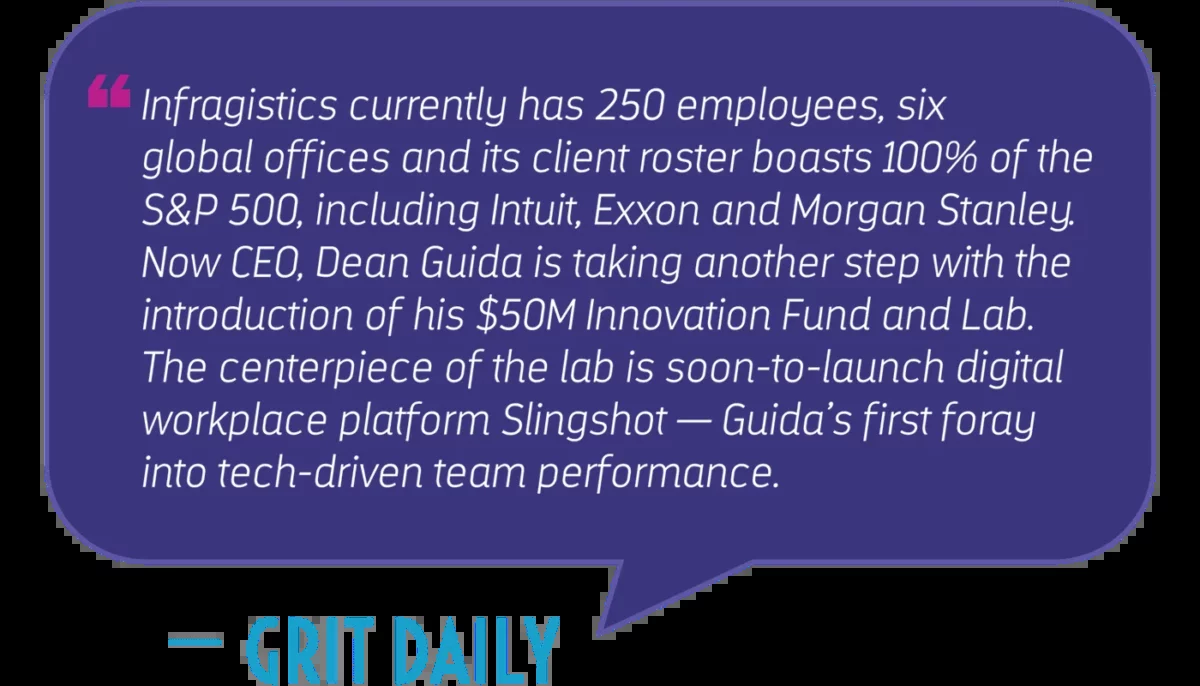 ❝ Infragistics currently has 250 employees, six
global offices and its client roster boasts 100% of the
S&P 500, including Intuit, Exxon and Morgan Stanley.
Now CEO, Dean Guida is taking another step with the
introduction of his $50M Innovation Fund and Lab.
The centerpiece of the lab is soon-to-launch digital
workplace platform Slingshot — Guida’s first foray
into tech-driven team performance.
— GRIT DAILY